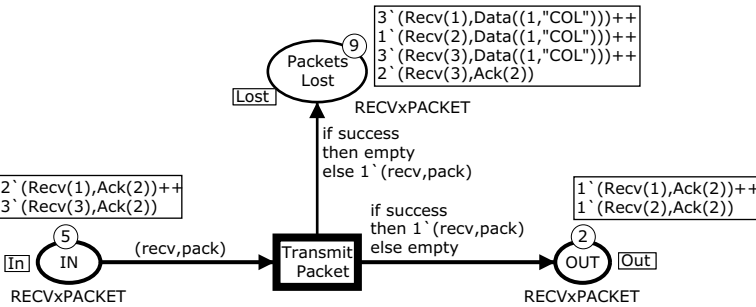 3`(Recv(1),Data((1,"COL")))++
1`(Recv(2),Data((1,"COL")))++
3`(Recv(3),Data((1,"COL")))++
2`(Recv(3),Ack(2))
9
Packets
Lost
Lost
RECVxPACKET
if success
then empty
else 1`(recv,pack)
2`(Recv(1),Ack(2))++
3`(Recv(3),Ack(2))
1`(Recv(1),Ack(2))++
1`(Recv(2),Ack(2))
5
IN
In
RECVxPACKET
(recv,pack)
Transmit
Packet
if success
then 1`(recv,pack)
else empty
2
OUT
Out
RECVxPACKET